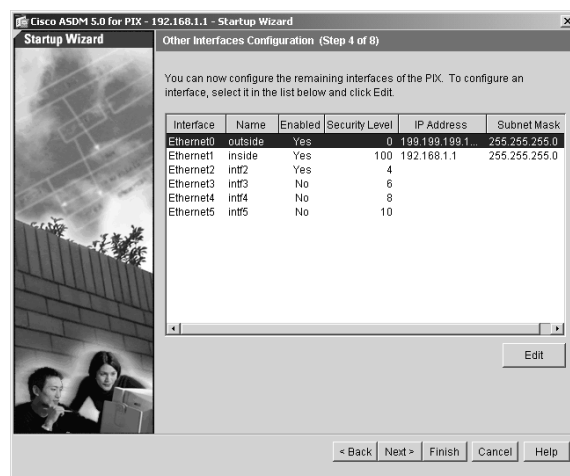 Cisco ASDM 5.0 for PIX - 192.168.1.1 - Startup Wizard
Startup Wizard
Other Interfaces Configuration (Step 4 of 8)
You can now configure the remaining interfaces of the PIX. To configure an
interface, select it in the list below and click Edit.
Interface Name Enabled Security Level IP Address Subnet Mask
Ethernet0 outside Yes 0 199.199.199.1... 255.255.255.0
Ethernet1 inside Yes 100 192.168.1.1 255.255.255.0
Ethernet2 intf2 Yes 4
Ethernet3 intf3 No 6
Ethernet4 intf4 No 8
Ethernet5 intf5 No 10
Edit
< Back Next > Finish Cancel Help